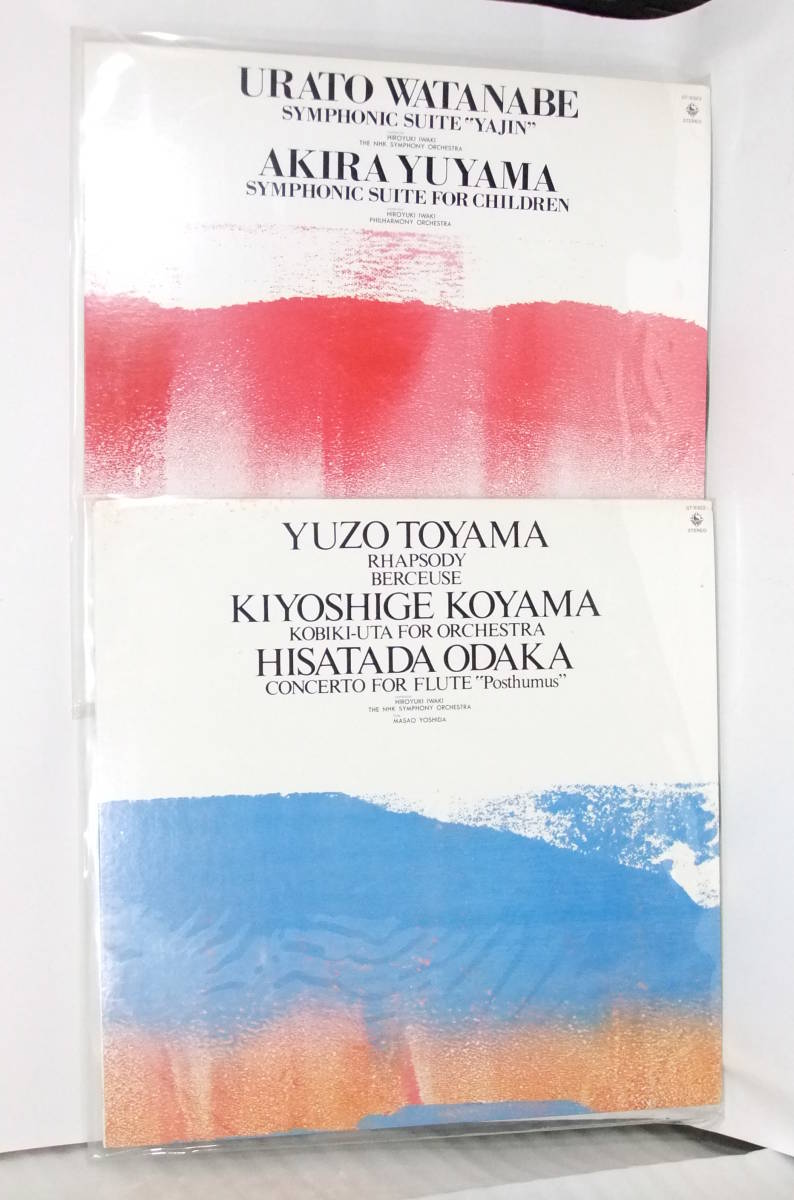 URATO WATANABE
SYMPHONIC SUITE "YAJIN"
HIROYUKI IWAKI
THE NHK SYMPHONY ORCHESTRA
AKIRA YUYAMA
SYMPHONIC SUITE FOR CHILDREN
HIROYUKI IWAKI
PHILHARMONY ORCHESTRA
STEREO
YUZO TOYAMA
RHAPSODY
BERCEUSE
KIYOSHIGE KOYAMA
KOBIKI-UTA FOR ORCHESTRA
HISATADA ODAKA
CONCERTO FOR FLUTE "Posthumus"
HIROYUKI IWAKI
THE NHK SYMPHONY ORCHESTRA
MASAO YOSHIDA
STEREO